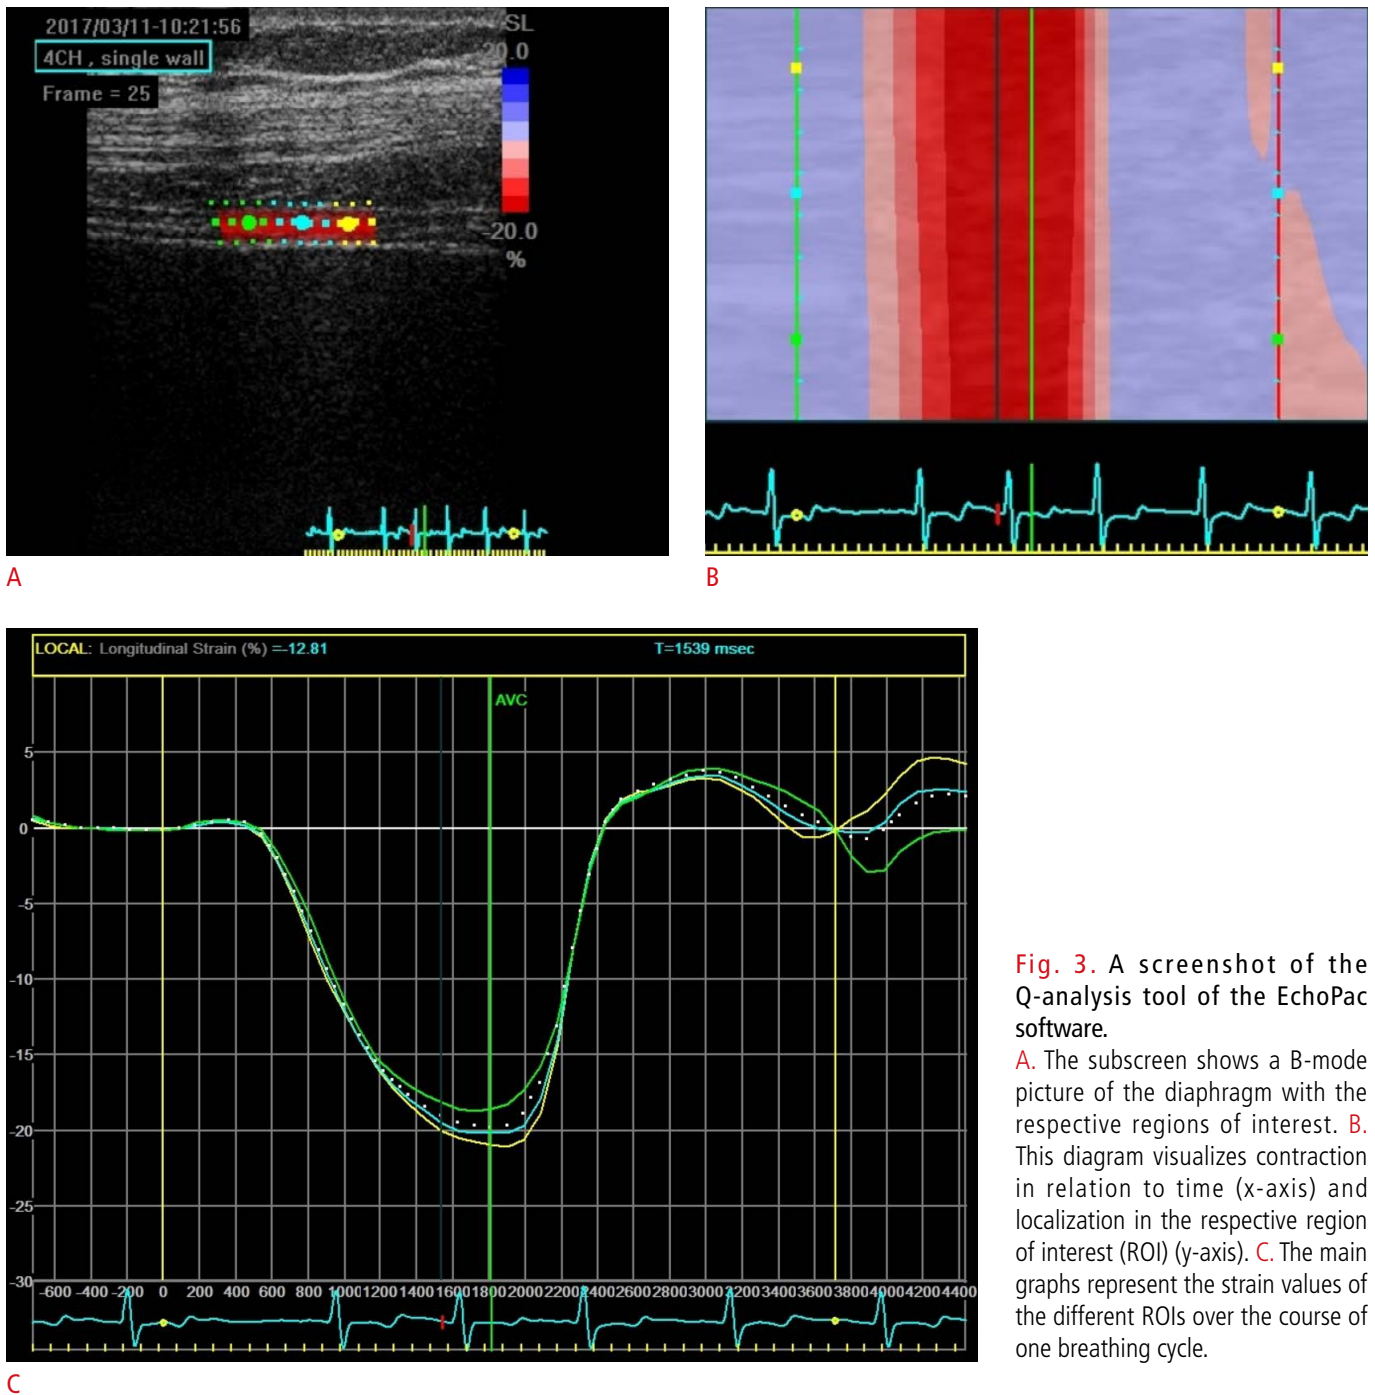 2017/03/11-10:21:56
4CH , single wall
Frame = 25
SL
20.0
-20.0
%
A
B
LOCAL: Longitudinal Strain (%) =-12.81 T=1539 msec
AVC
5
0
-5
-10
-15
-20
-25
-30
-600 -400 -200 0 200 400 600 800 1000 1200 1400 1600 1800 2000 2200 2400 2600 2800 3000 3200 3400 3600 3800 4000 4200 4400
C
Fig. 3. A screenshot of the
Q-analysis tool of the EchoPac
software.
A. The subscreen shows a B-mode
picture of the diaphragm with the
respective regions of interest. B.
This diagram visualizes contraction
in relation to time (x-axis) and
localization in the respective region
of interest (ROI) (y-axis). C. The main
graphs represent the strain values of
the different ROIs over the course of
one breathing cycle.